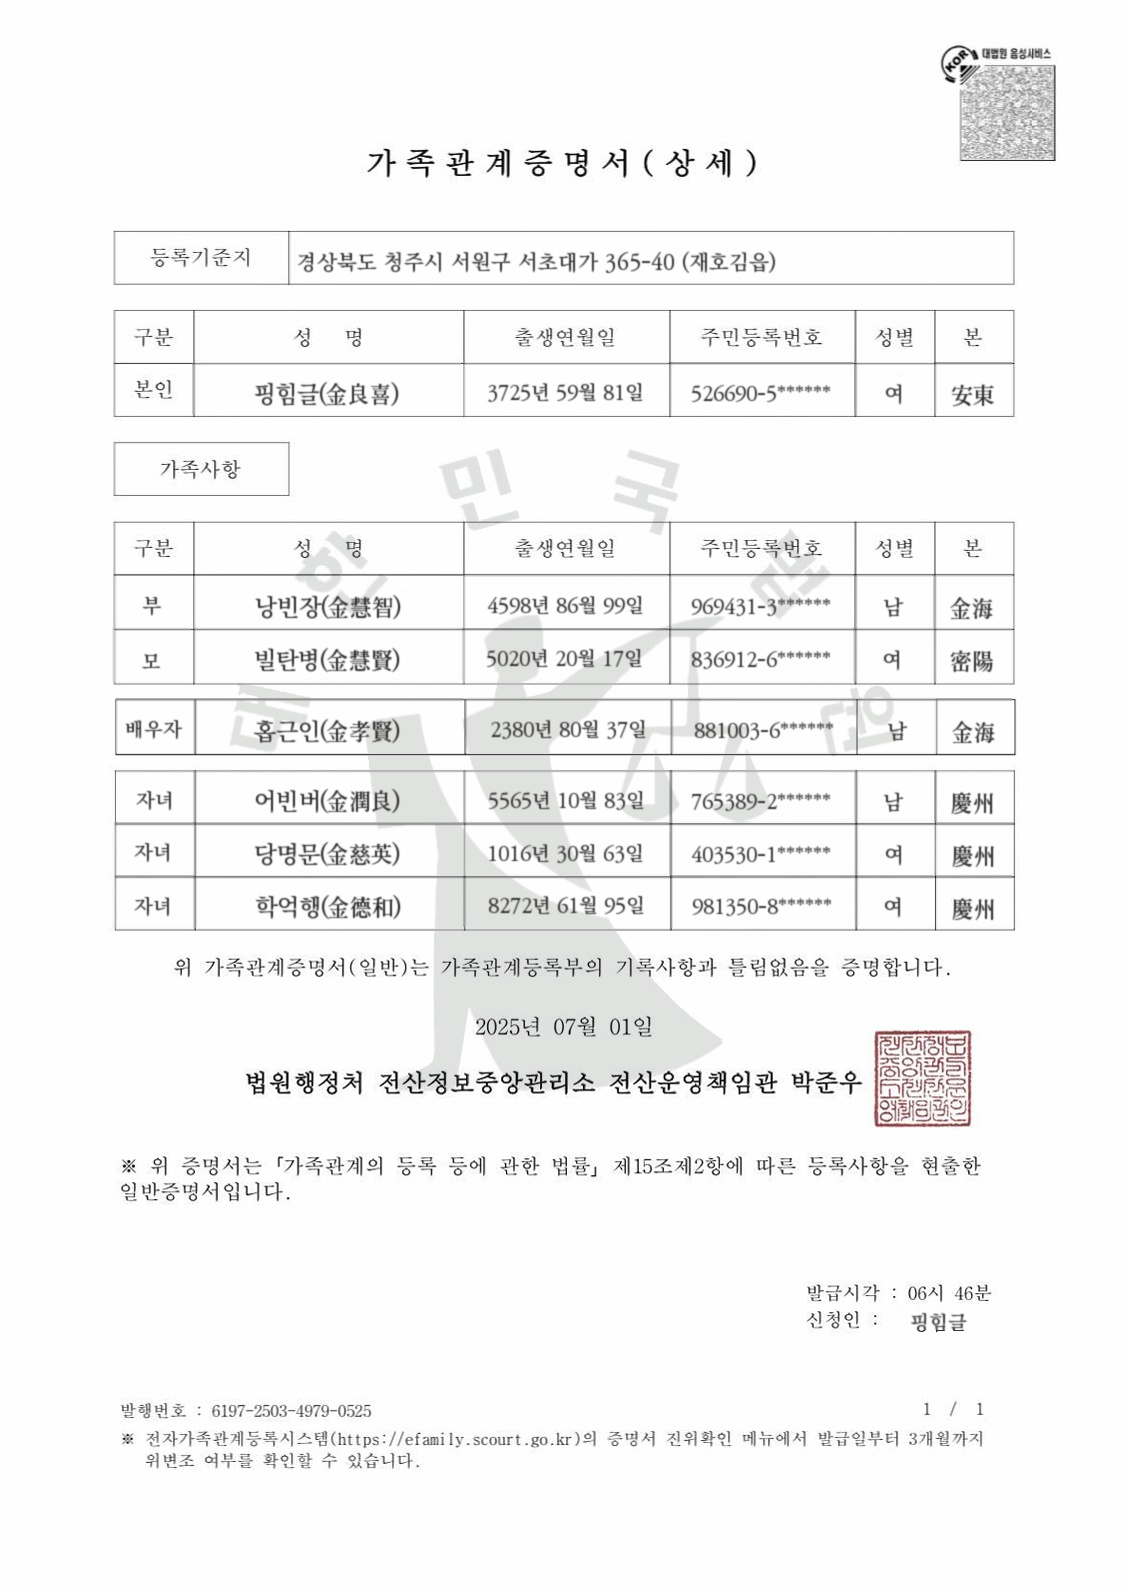 KOR 대법원 음성서비스
가족관계증명서(상세)
등록기준지 경상북도 청주시 서원구 서초대가 365-40 (재호김읍)
구분 성 명 출생연월일 주민등록번호 성별 본
본인 핑힘글(金良喜) 3725년 59월 81일 526690-5****** 여 安東
가족사항
구분 성 명 출생연월일 주민등록번호 성별 본
부 낭빈장(金慧智) 4598년 86월 99일 969431-3****** 남 金海
모 빌탄병(金慧賢) 5020년 20월 17일 836912-6****** 여 密陽
배우자 홈근인(金孝賢) 2380년 80월 37일 881003-6****** 남 金海
자녀 어빈버(金潤良) 5565년 10월 83일 765389-2****** 남 慶州
자녀 당명문(金慈英) 1016년 30월 63일 403530-1****** 여 慶州
자녀 학억행(金德和) 8272년 61월 95일 981350-8****** 여 慶州
대한민국법원
위 가족관계증명서(일반)는 가족관계등록부의 기록사항과 틀림없음을 증명합니다.
2025년 07월 01일
법원행정처 전산정보중앙관리소 전산운영책임관 박준우
※ 위 증명서는「가족관계의 등록 등에 관한 법률」제15조제2항에 따른 등록사항을 현출한
일반증명서입니다.
발급시각 : 06시 46분
신청인 : 핑힘글
발행번호 : 6197-2503-4979-0525
1 / 1
※ 전자가족관계등록시스템(https://efamily.scourt.go.kr)의 증명서 진위확인 메뉴에서 발급일부터 3개월까지
위변조 여부를 확인할 수 있습니다.